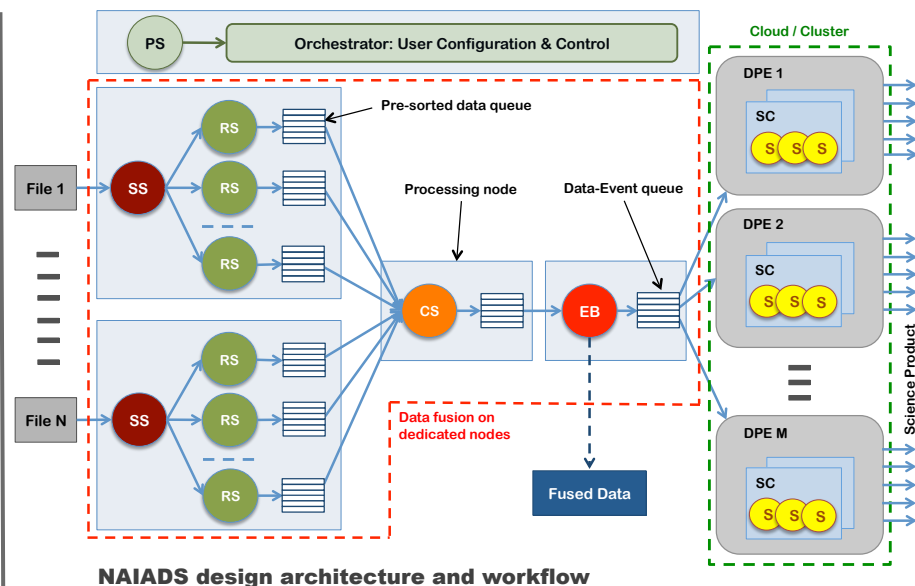 PS
Orchestrator: User Configuration & Control
Cloud / Cluster
DPE 1
SC
S S S
Pre-sorted data queue
RS
File 1
SS
RS
RS
Processing node
Data-Event queue
DPE 2
SC
S S S
CS
EB
RS
File N
SS
RS
RS
Data fusion on
dedicated nodes
Fused Data
DPE M
SC
S S S
Science Product
NAIADS design architecture and workflow